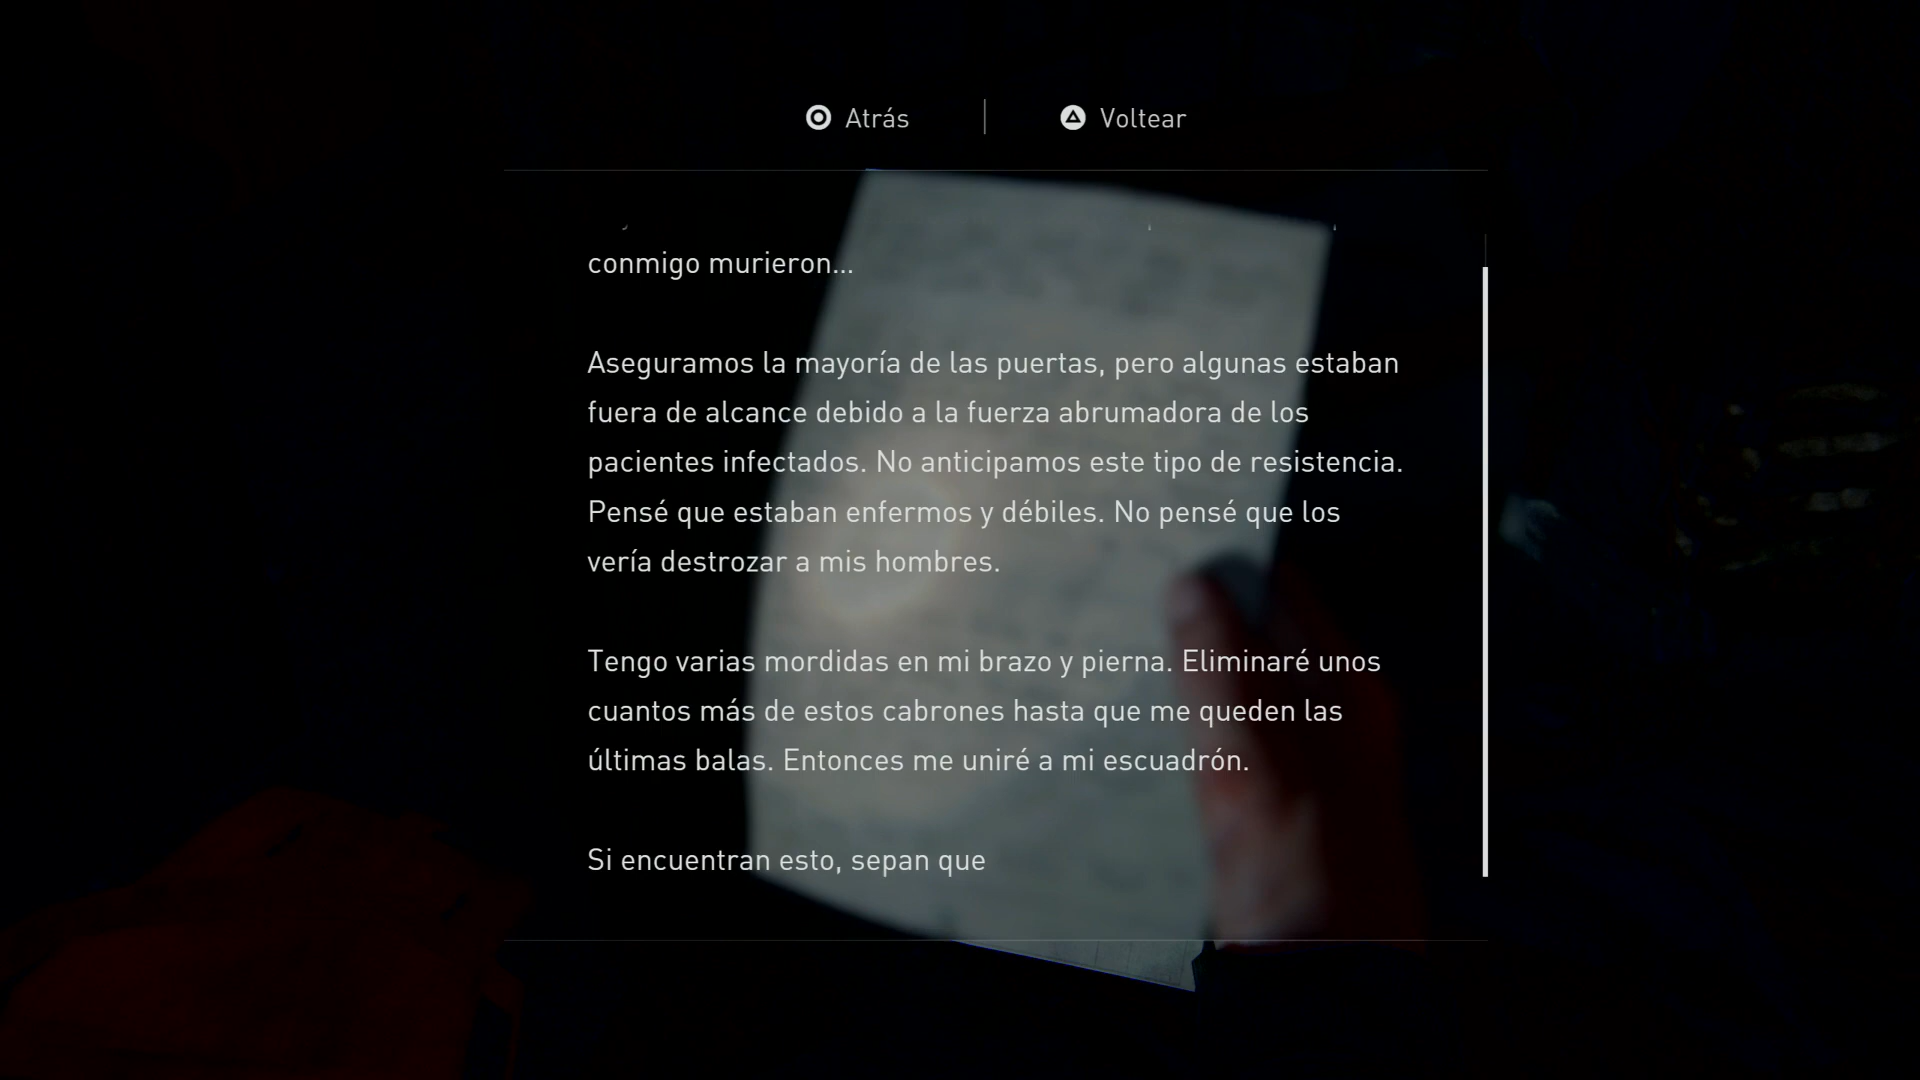 Atrás
Voltear
conmigo murieron...
Aseguramos la mayoría de las puertas, pero algunas estaban
fuera de alcance debido a la fuerza abrumadora de los
pacientes infectados. No anticipamos este tipo de resistencia.
Pensé que estaban enfermos y débiles. No pensé que los
vería destrozar a mis hombres.
Tengo varias mordidas en mi brazo y pierna. Eliminaré unos
cuantos más de estos cabrones hasta que me queden las
últimas balas. Entonces me uniré a mi escuadrón.
Si encuentran esto, sepan que